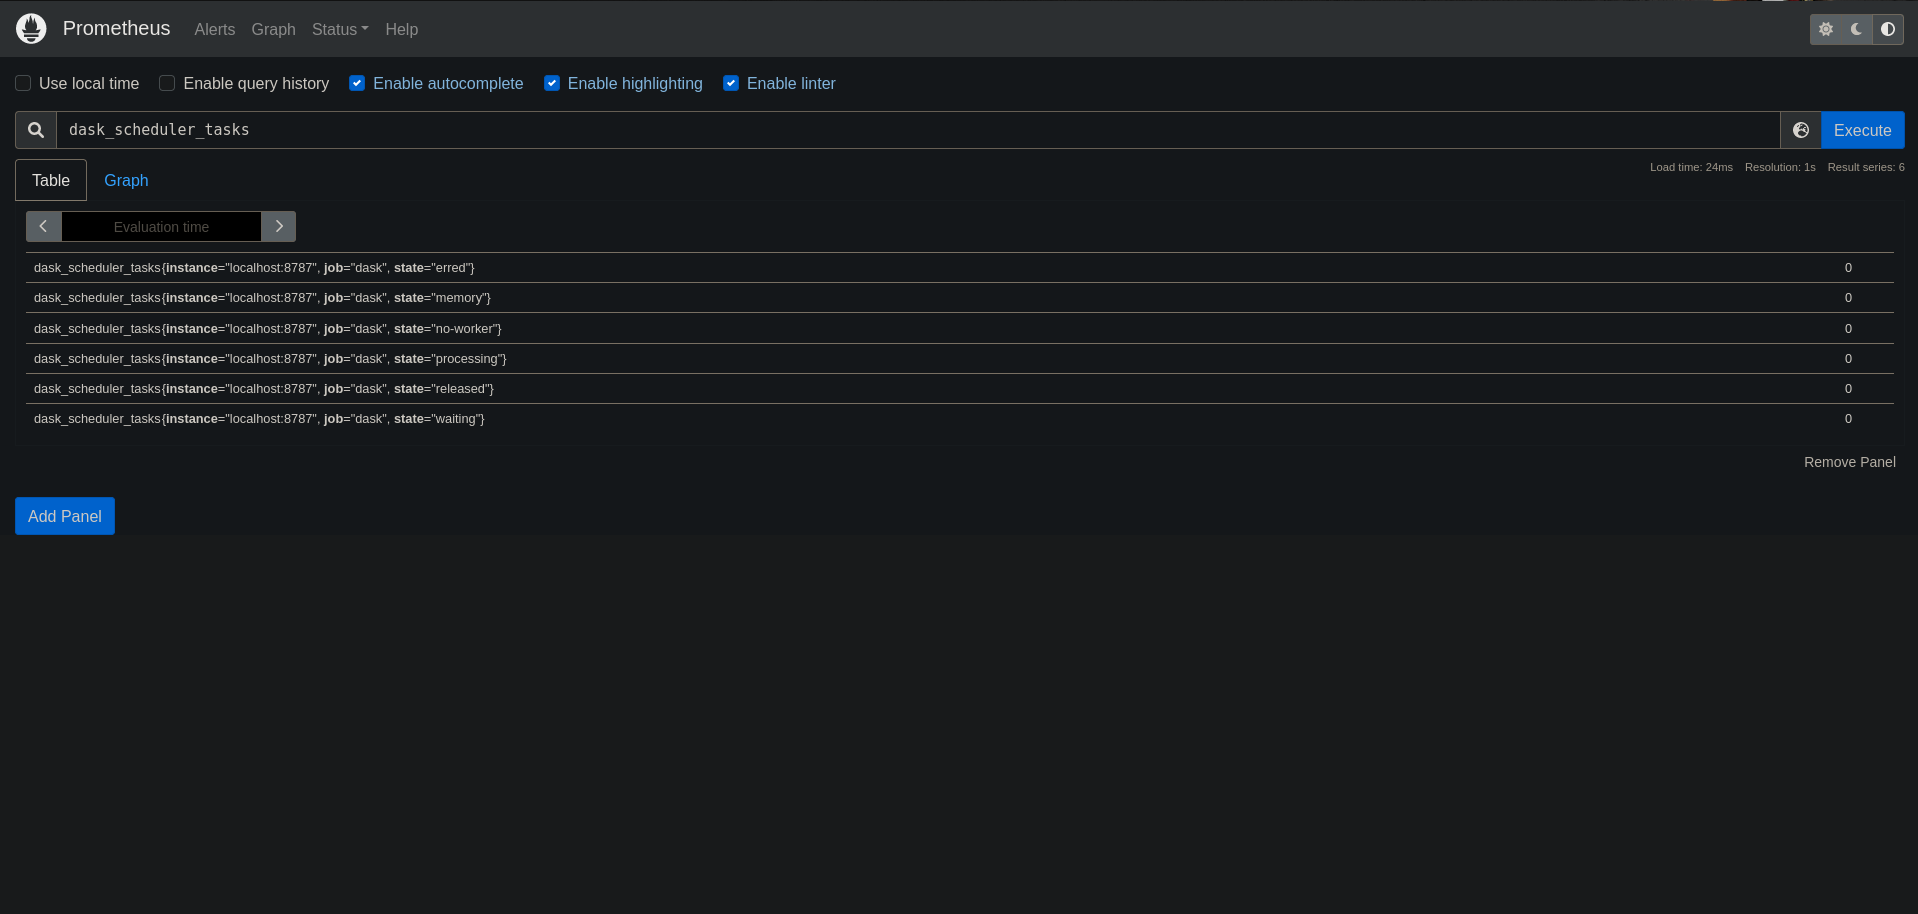 Prometheus Alerts Graph Status Help
Use local time Enable query history Enable autocomplete Enable highlighting Enable linter
dask_scheduler_tasks Execute
Table Graph Load time: 24ms Resolution: 1s Result series: 6
Evaluation time
dask_scheduler_tasks{instance="localhost:8787", job="dask", state="erred"} 0
dask_scheduler_tasks{instance="localhost:8787", job="dask", state="memory"} 0
dask_scheduler_tasks{instance="localhost:8787", job="dask", state="no-worker"} 0
dask_scheduler_tasks{instance="localhost:8787", job="dask", state="processing"} 0
dask_scheduler_tasks{instance="localhost:8787", job="dask", state="released"} 0
dask_scheduler_tasks{instance="localhost:8787", job="dask", state="waiting"} 0
Remove Panel
Add Panel